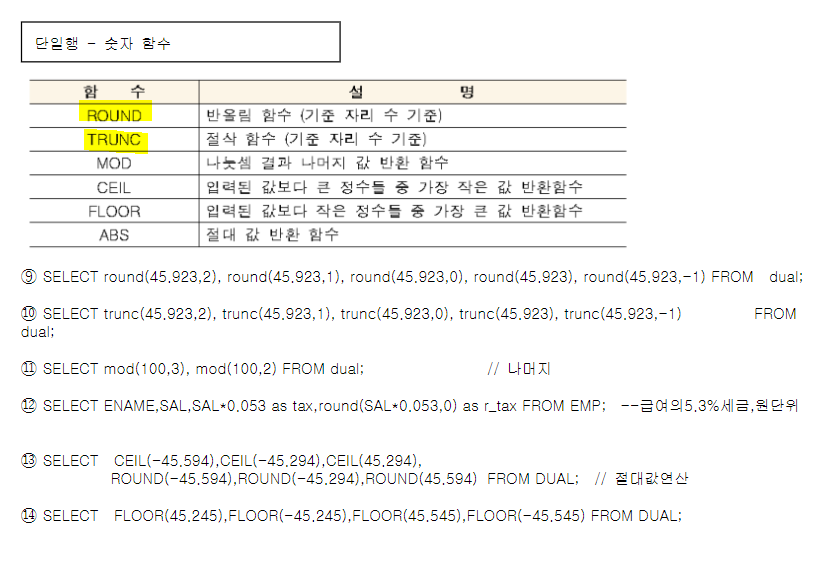 단일행 - 숫자 함수
함 수 설 명
ROUND 반올림 함수 (기준 자리 수 기준)
TRUNC 절삭 함수 (기준 자리 수 기준)
MOD 나눗셈 결과 나머지 값 반환 함수
CEIL 입력된 값보다 큰 정수들 중 가장 작은 값 반환함수
FLOOR 입력된 값보다 작은 정수들 중 가장 큰 값 반환함수
ABS 절대 값 반환 함수
⑨ SELECT round(45.923,2), round(45.923,1), round(45.923,0), round(45.923), round(45.923,-1) FROM dual;
⑩ SELECT trunc(45.923,2), trunc(45.923,1), trunc(45.923,0), trunc(45.923), trunc(45.923,-1) FROM
dual;
⑪ SELECT mod(100,3), mod(100,2) FROM dual; // 나머지
⑫ SELECT ENAME,SAL,SAL*0.053 as tax,round(SAL*0.053,0) as r_tax FROM EMP; --급여의5.3%세금,원단위
⑬ SELECT CEIL(-45.594),CEIL(-45.294),CEIL(45.294),
ROUND(-45.594),ROUND(-45.294),ROUND(45.594) FROM DUAL; // 절대값연산
⑭ SELECT FLOOR(45.245),FLOOR(-45.245),FLOOR(45.545),FLOOR(-45.545) FROM DUAL;